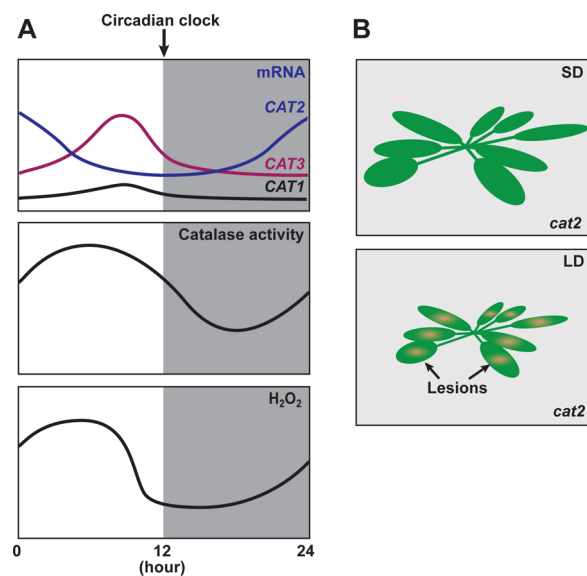 A
Circadian clock
mRNA
CAT2
CAT3
CAT1
Catalase activity
H₂O₂
0
12
24
(hour)
B
SD
cat2
LD
Lesions
cat2